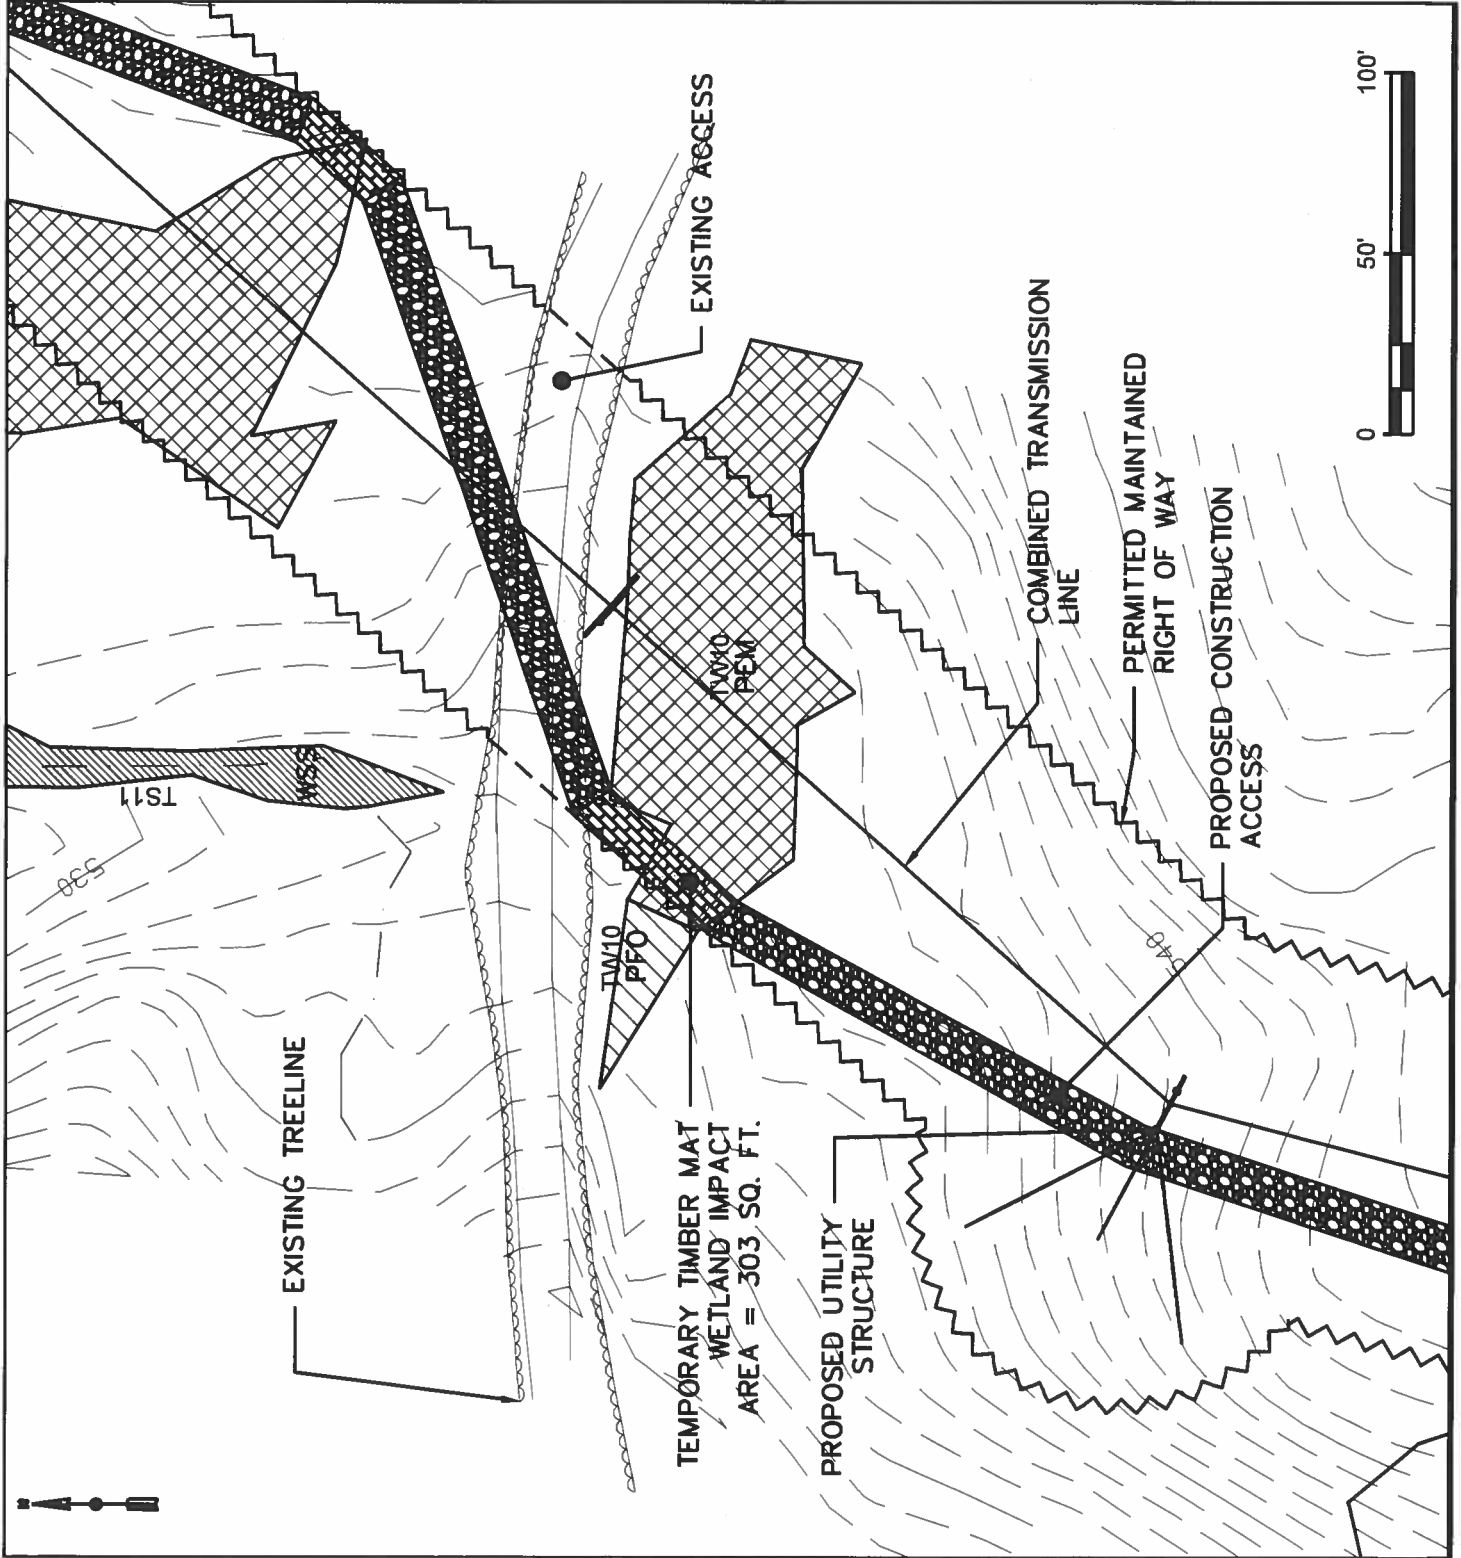 EXISTING TREELINE
TS11
WSS
530
TEMPORARY TIMBER MAT
WETLAND IMPACT
AREA = 303 SQ. FT.
TW10
PFO
TW10
PEM
EXISTING ACCESS
PROPOSED UTILITY
STRUCTURE
COMBINED TRANSMISSION
LINE
PERMITTED MAINTAINED
RIGHT OF WAY
PROPOSED CONSTRUCTION
ACCESS
0
50'
100'